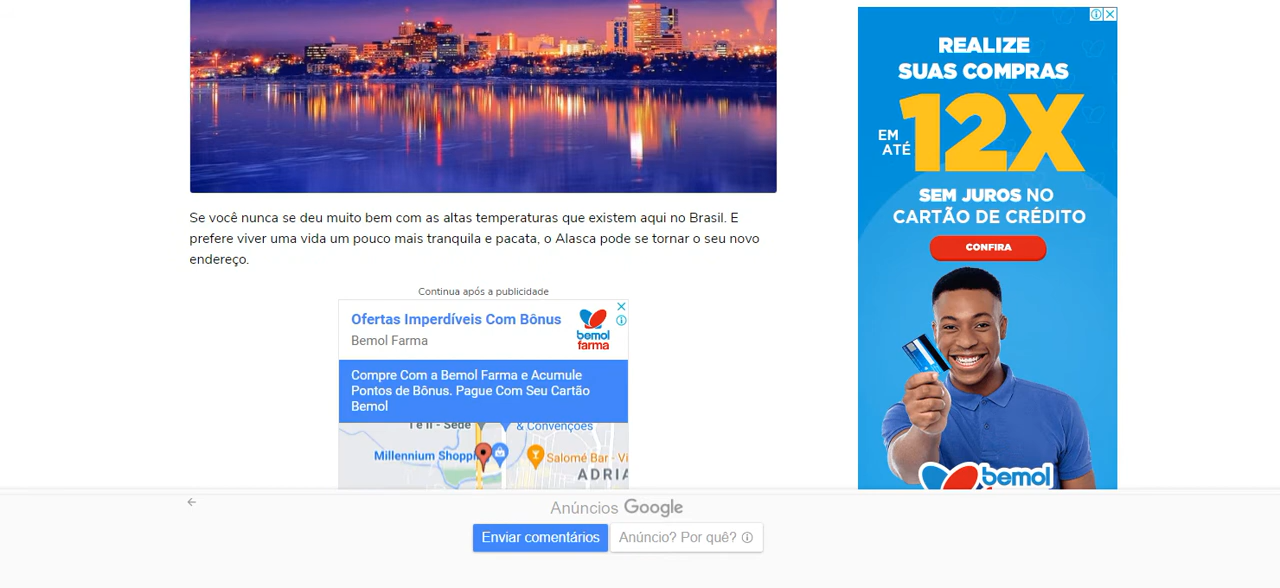 Se você nunca se deu muito bem com as altas temperaturas que existem aqui no Brasil. E
prefere viver uma vida um pouco mais tranquila e pacata, o Alasca pode se tornar o seu novo
endereço.
Continua após a publicidade
Ofertas Imperdíveis Com Bônus
Bemol Farma
bemol
farma
Compre Com a Bemol Farma e Acumule
Pontos de Bônus. Pague Com Seu Cartão
Bemol
& Convenções
Millennium Shoppi
Salomé Bar - Vi
ADRIA
REALIZE
SUAS COMPRAS
EM
ATÉ
12X
SEM JUROS NO
CARTÃO DE CRÉDITO
CONFIRA
bemol
Anúncios Google
Enviar comentários
Anúncio? Por quê?